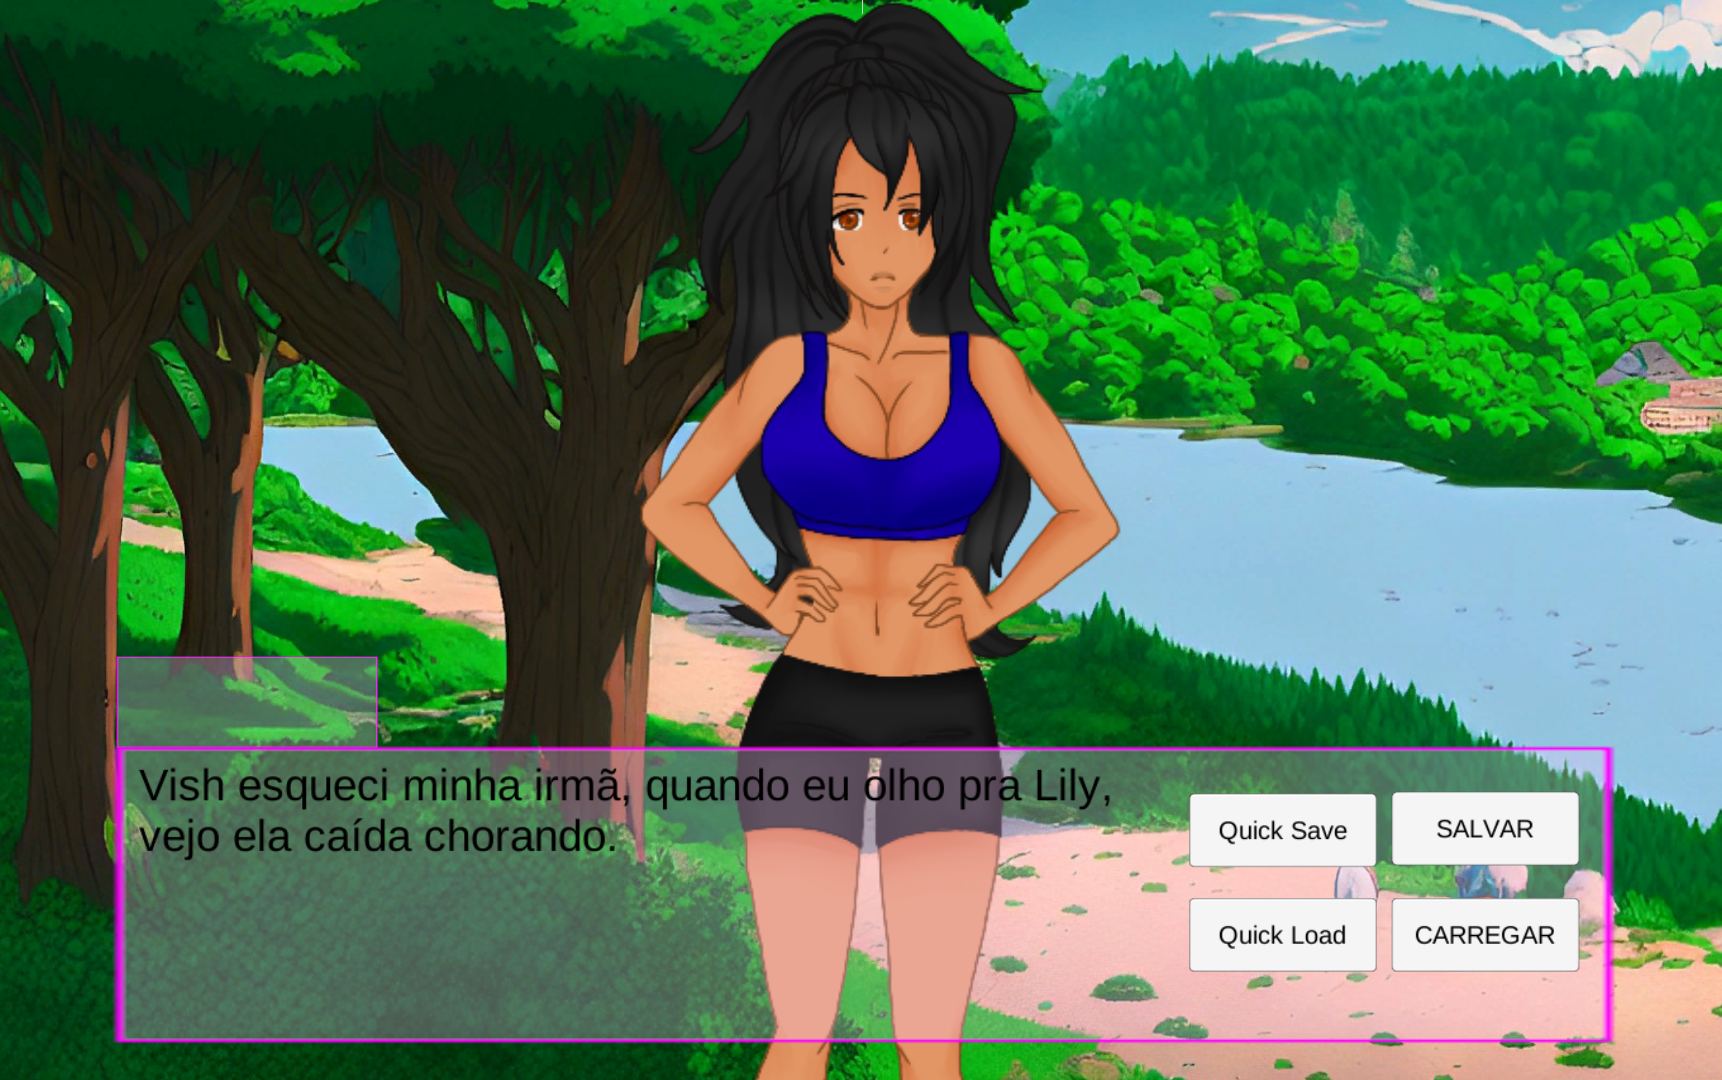 Vish esqueci minha irmã, quando eu olho pra Lily,
vejo ela caída chorando.
Quick Save
SALVAR
Quick Load
CARREGAR